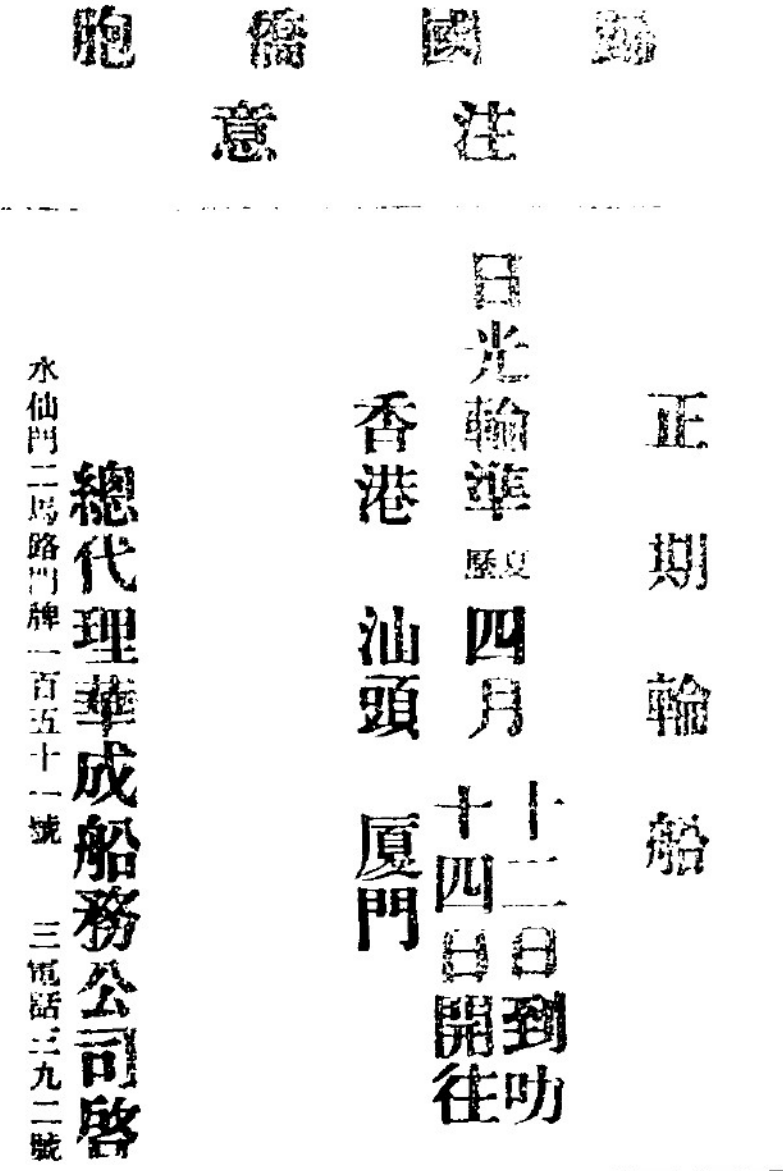 歸國僑胞
注意
正期輪船
日光輪準夏歷四月
十二日到叻
十四日開往
香港 汕頭 厦門
總代理華成船務公司啓
水仙門二馬路門牌一百五十一號 電話三三九二號